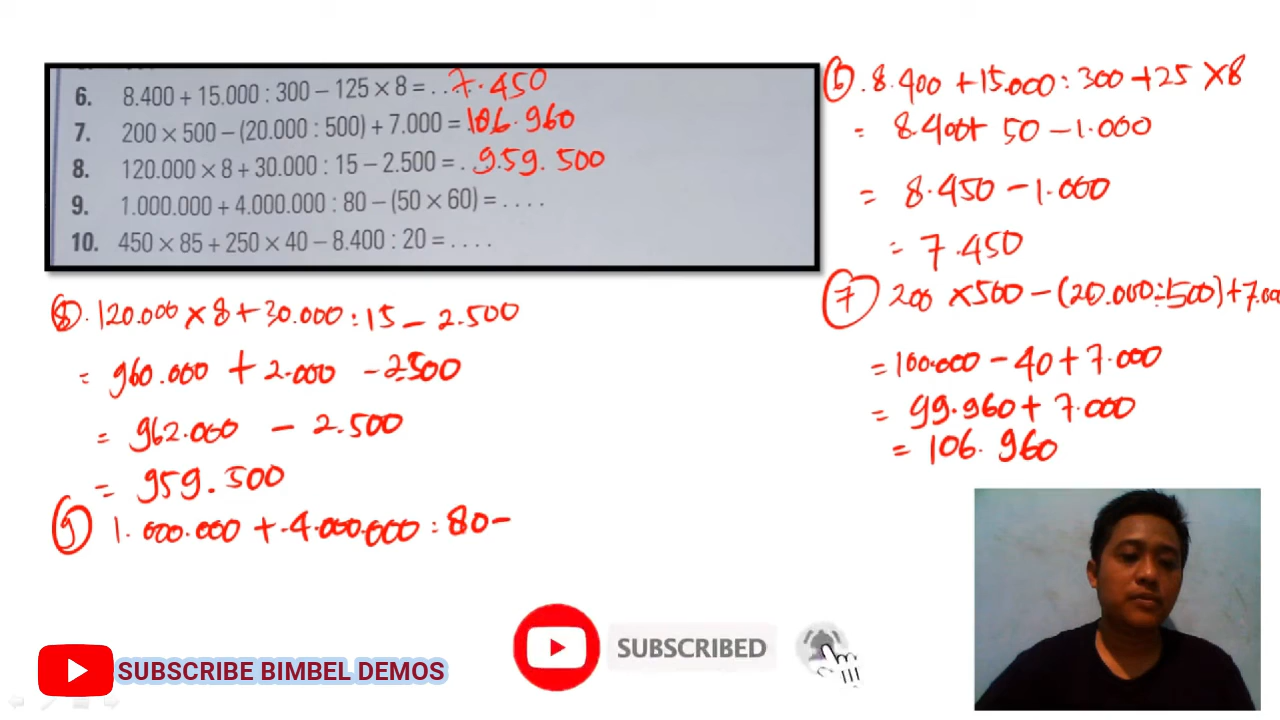 6. 8.400 + 15.000 : 300 – 125 × 8 = . . 7.450
7. 200 × 500 – (20.000 : 500) + 7.000 = 106.960
8. 120.000 × 8 + 30.000 : 15 – 2.500 = . . 959.500
9. 1.000.000 + 4.000.000 : 80 – (50 × 60) = . . . .
10. 450 × 85 + 250 × 40 – 8.400 : 20 = . . . .
6. 8.400 + 15.000 : 300 + 25 × 8
= 8.400 + 50 – 1.000
= 8.450 – 1.000
= 7.450
7 200 × 500 – (20.000 : 500) + 7.00
= 100.000 – 40 + 7.000
= 99.960 + 7.000
= 106.960
8. 120.000 × 8 + 30.000 : 15 – 2.500
= 960.000 + 2.000 – 2.500
= 962.000 – 2.500
= 959.500
9 1.000.000 + 4.000.000 : 80 –
SUBSCRIBED
SUBSCRIBE BIMBEL DEMOS